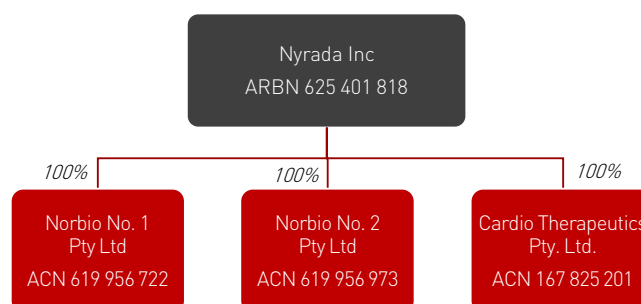 Nyrada Inc
ARBN 625 401 818
100%
100%
100%
Norbio No. 1
Pty Ltd
ACN 619 956 722
Norbio No. 2
Pty Ltd
ACN 619 956 973
Cardio Therapeutics
Pty. Ltd.
ACN 167 825 201